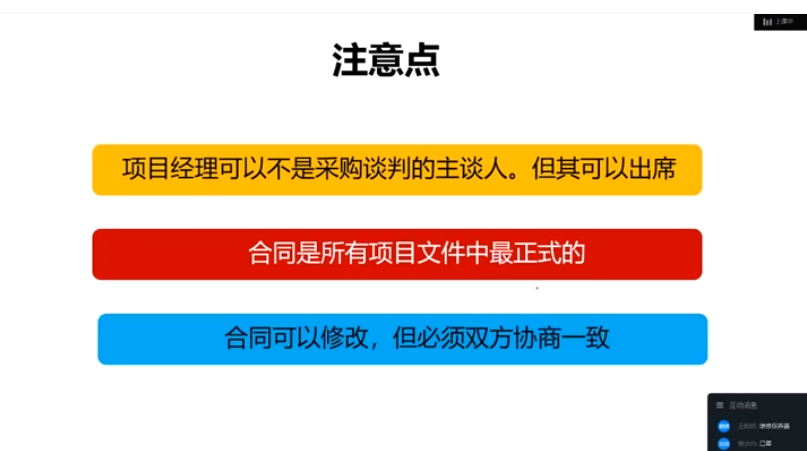 上课中
注意点
项目经理可以不是采购谈判的主谈人。但其可以出席
合同是所有项目文件中最正式的
合同可以修改，但必须双方协商一致
互动消息
口罩